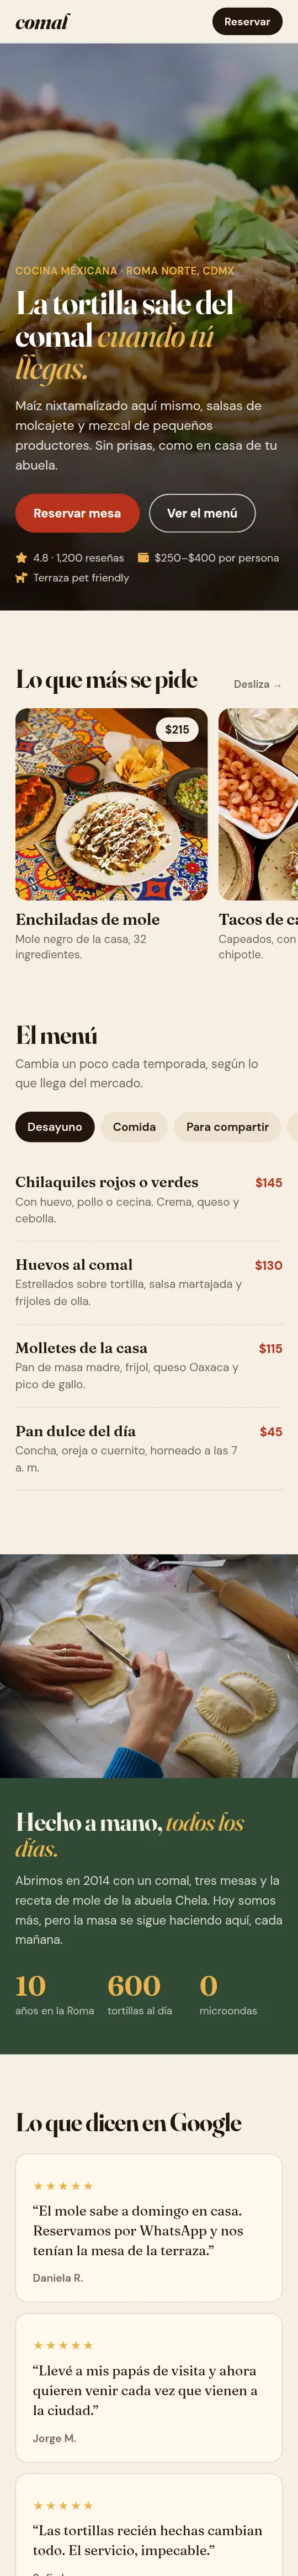 comal
Reservar
COCINA MEXICANA · ROMA NORTE, CDMX
La tortilla sale del
comal cuando tú
llegas.
Maíz nixtamalizado aquí mismo, salsas de
molcajete y mezcal de pequeños
productores. Sin prisas, como en casa de tu
abuela.
Reservar mesa
Ver el menú
4.8 · 1,200 reseñas
$250–$400 por persona
Terraza pet friendly
Lo que más se pide
Desliza →
$215
Enchiladas de mole
Mole negro de la casa, 32
ingredientes.
Tacos de ca
Capeados, con
chipotle.
El menú
Cambia un poco cada temporada, según lo
que llega del mercado.
Desayuno
Comida
Para compartir
Chilaquiles rojos o verdes
$145
Con huevo, pollo o cecina. Crema, queso y
cebolla.
Huevos al comal
$130
Estrellados sobre tortilla, salsa martajada y
frijoles de olla.
Molletes de la casa
$115
Pan de masa madre, frijol, queso Oaxaca y
pico de gallo.
Pan dulce del día
$45
Concha, oreja o cuernito, horneado a las 7
a. m.
Hecho a mano, todos los
días.
Abrimos en 2014 con un comal, tres mesas y la
receta de mole de la abuela Chela. Hoy somos
más, pero la masa se sigue haciendo aquí, cada
mañana.
10
años en la Roma
600
tortillas al día
0
microondas
Lo que dicen en Google
★★★★★
“El mole sabe a domingo en casa.
Reservamos por WhatsApp y nos
tenían la mesa de la terraza.”
Daniela R.
★★★★★
“Llevé a mis papás de visita y ahora
quieren venir cada vez que vienen a
la ciudad.”
Jorge M.
★★★★★
“Las tortillas recién hechas cambian
todo. El servicio, impecable.”